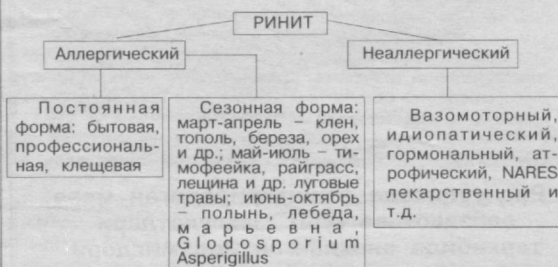 РИНИТ
Аллергический
Неаллергический
Постоянная
форма: бытовая,
профессиональ-
ная, клещевая
Сезонная форма:
март-апрель – клен,
тополь, береза, орех
и др.; май-июль – ти-
мофеейка, райграсс,
лещина и др. луговые
травы; июнь-октябрь
– полынь, лебеда,
марьевна,
Glodosporium
Asperigillus
Вазомоторный,
идиопатический,
гормональный, ат-
рофический, NARES
лекарственный и
т.д.